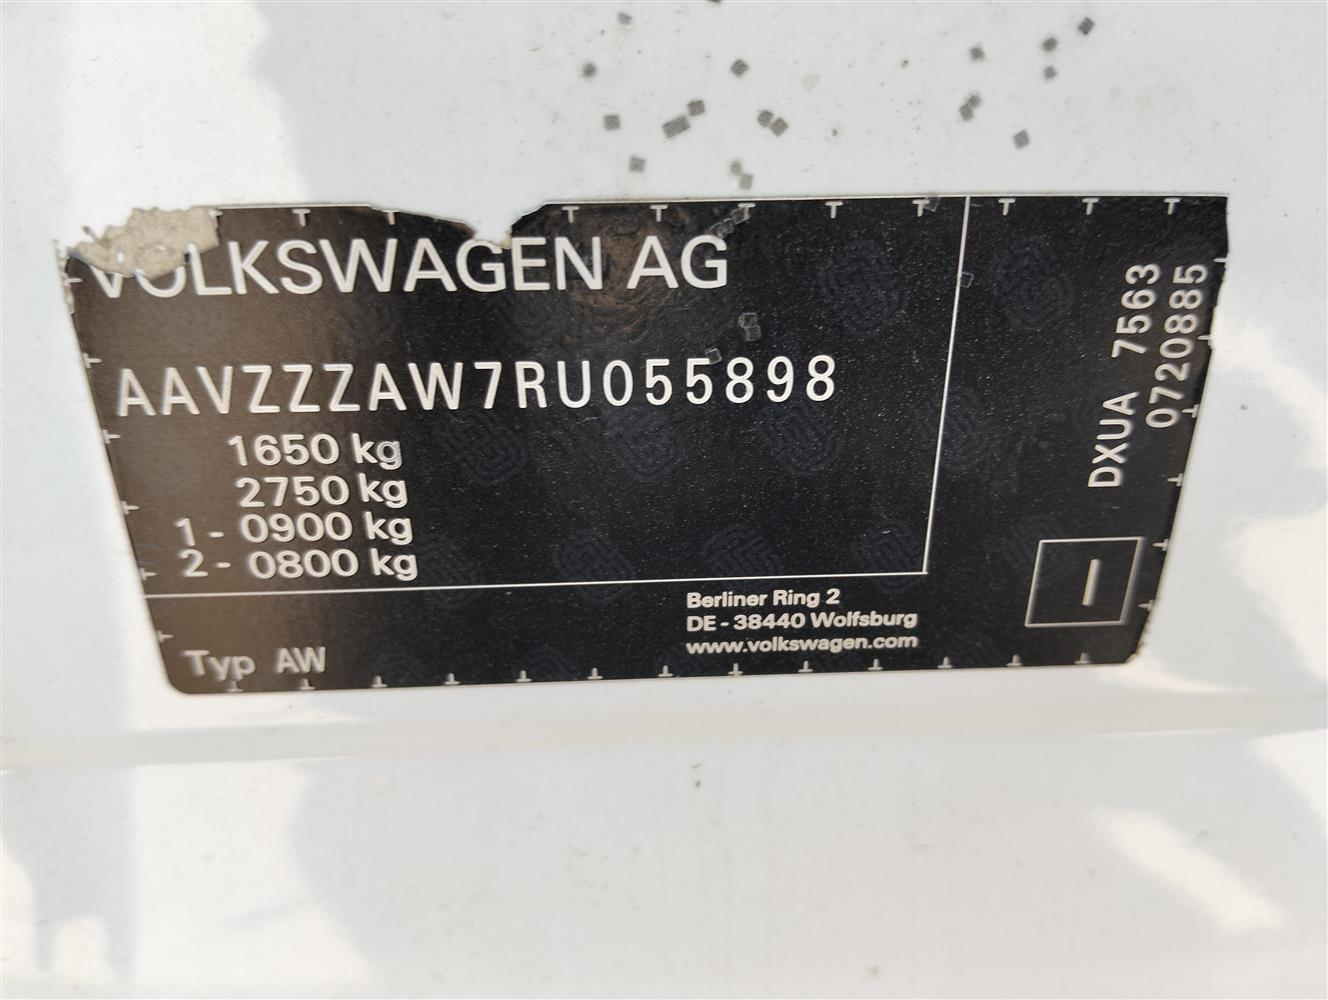 VOLKSWAGEN AG
AAVZZZAW7RU055898
1650 kg
2750 kg
1 - 0900 kg
2 - 0800 kg
Typ AW
Berliner Ring 2
DE - 38440 Wolfsburg
www.volkswagen.com
DXUA 7563
0720885
I